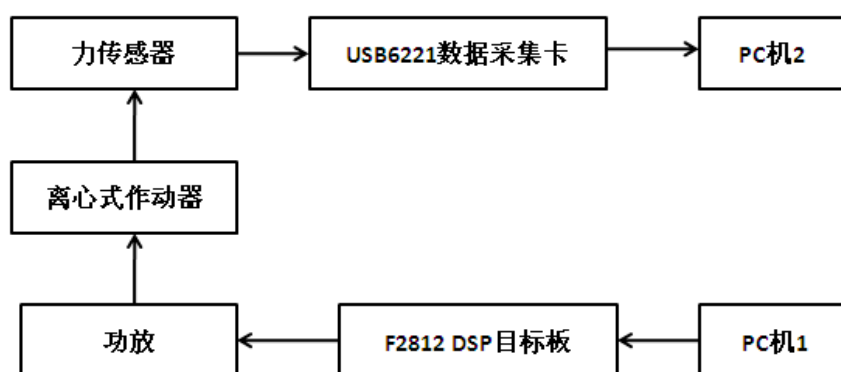 力传感器
USB6221数据采集卡
PC机2
离心式作动器
功放
F2812 DSP目标板
PC机1